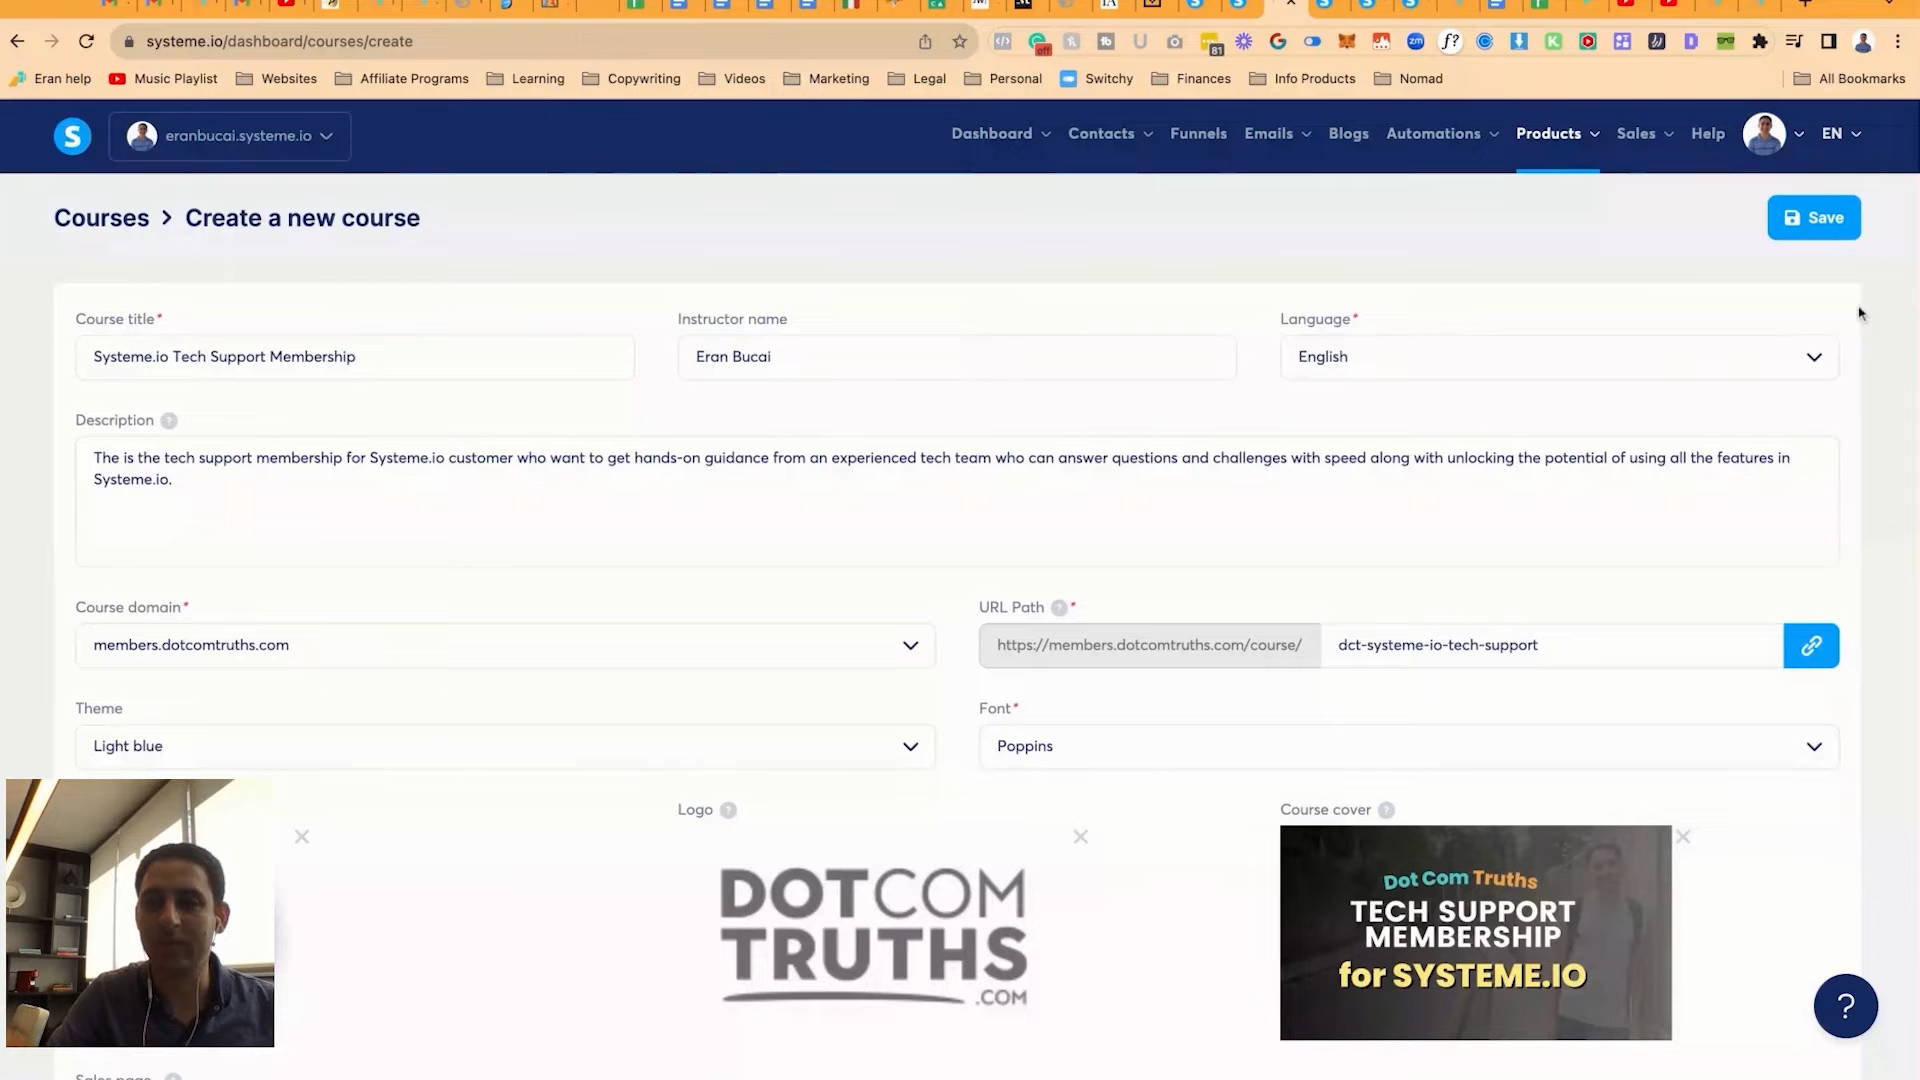 systeme.io/dashboard/courses/create
off
81
zm
f?
Eran help
Music Playlist
Websites
Affiliate Programs
Learning
Copywriting
Videos
Marketing
Legal
Personal
Switchy
Finances
Info Products
Nomad
All Bookmarks
S
eranbucai.systeme.io
Dashboard
Contacts
Funnels
Emails
Blogs
Automations
Products
Sales
Help
EN
Courses > Create a new course
Save
Course title*
Instructor name
Language*
Systeme.io Tech Support Membership
Eran Bucai
English
Description ?
The is the tech support membership for Systeme.io customer who want to get hands-on guidance from an experienced tech team who can answer questions and challenges with speed along with unlocking the potential of using all the features in
Systeme.io.
Course domain*
URL Path ? *
members.dotcomtruths.com
https://members.dotcomtruths.com/course/
dct-systeme-io-tech-support
Theme
Font*
Light blue
Poppins
Logo ?
Course cover ?
DOTCOM
TRUTHS
.COM
Dot Com Truths
TECH SUPPORT
MEMBERSHIP
for SYSTEME.IO
?
Sales page ?